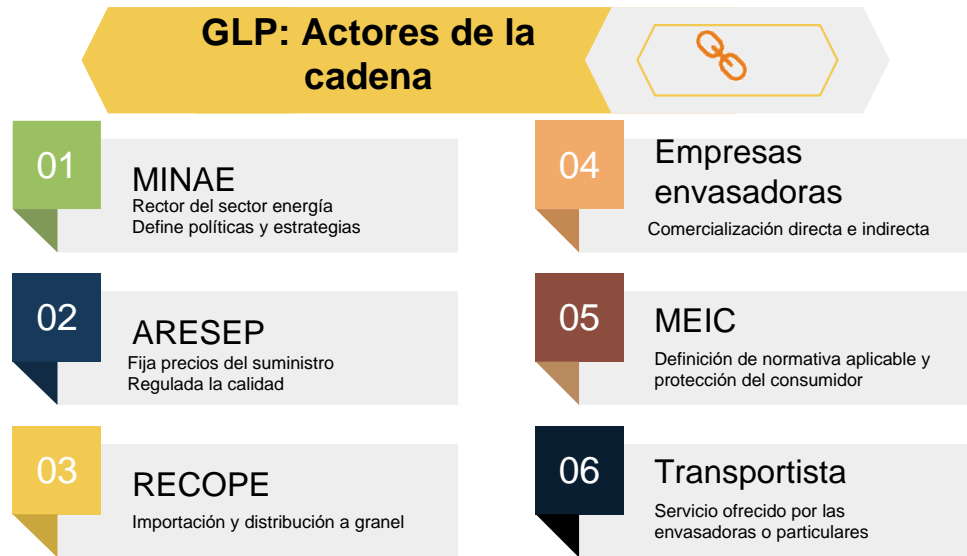 GLP: Actores de la
cadena
01
MINAE
Rector del sector energía
Define políticas y estrategias
02
ARESEP
Fija precios del suministro
Regulada la calidad
03
RECOPE
Importación y distribución a granel
04
Empresas
envasadoras
Comercialización directa e indirecta
05
MEIC
Definición de normativa aplicable y
protección del consumidor
06
Transportista
Servicio ofrecido por las
envasadoras o particulares